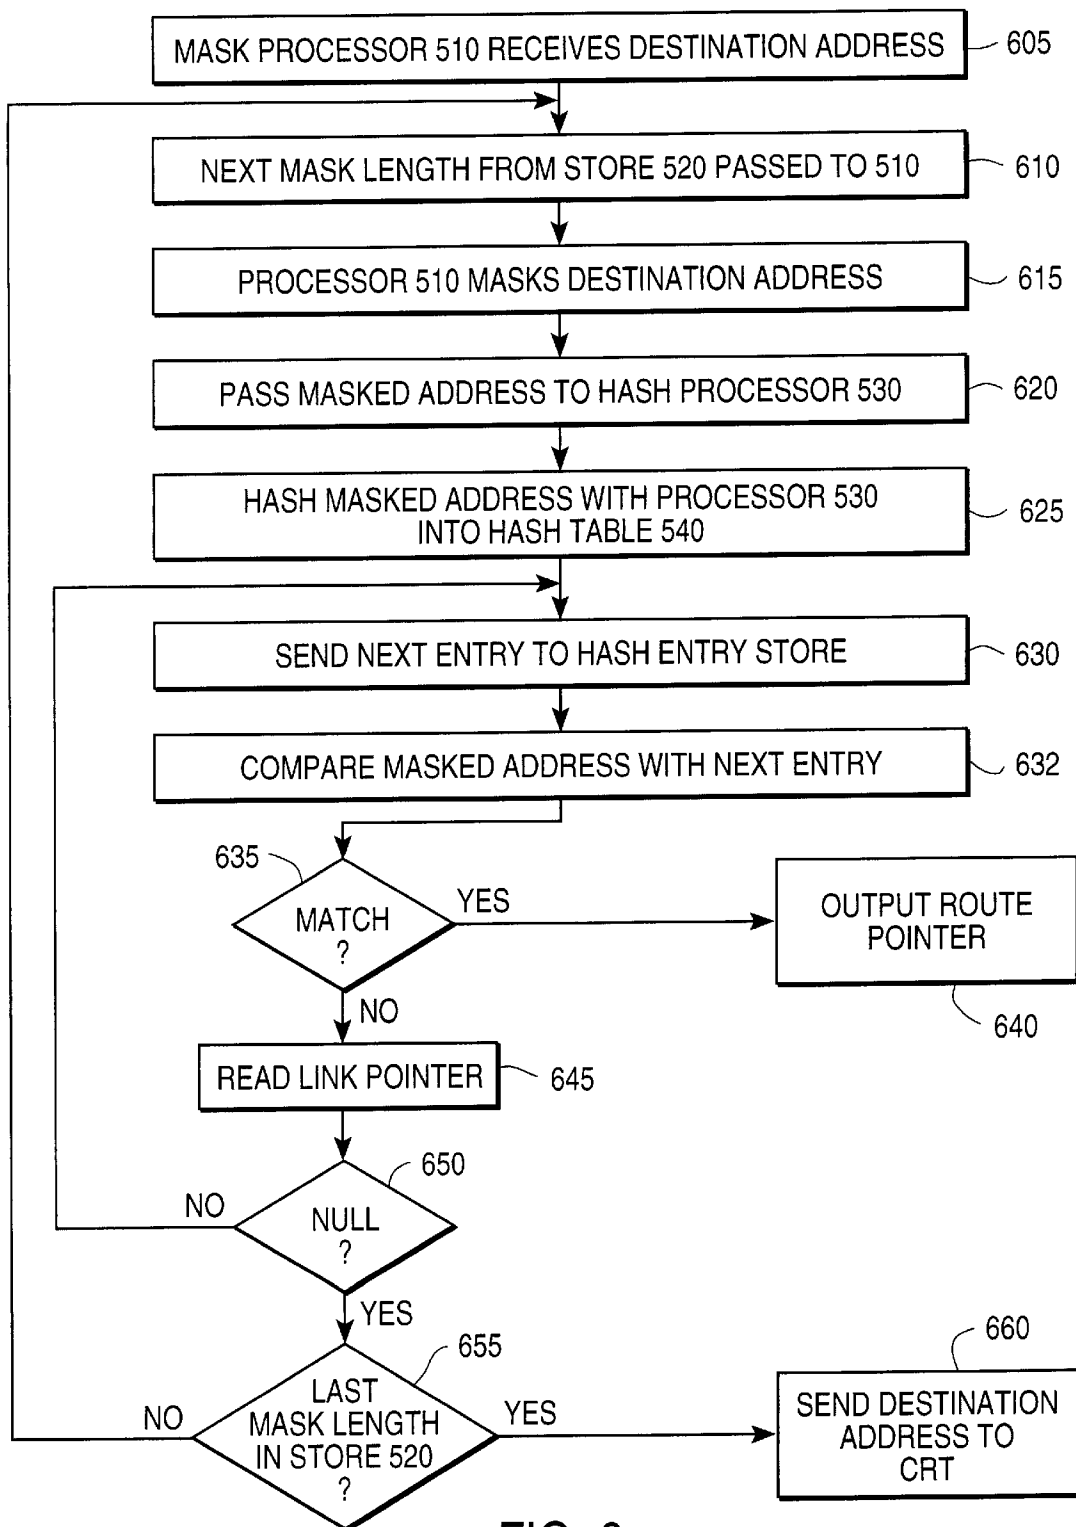 MASK PROCESSOR 510 RECEIVES DESTINATION ADDRESS
605
NEXT MASK LENGTH FROM STORE 520 PASSED TO 510
610
PROCESSOR 510 MASKS DESTINATION ADDRESS
615
PASS MASKED ADDRESS TO HASH PROCESSOR 530
620
HASH MASKED ADDRESS WITH PROCESSOR 530
INTO HASH TABLE 540
625
SEND NEXT ENTRY TO HASH ENTRY STORE
630
COMPARE MASKED ADDRESS WITH NEXT ENTRY
632
635
MATCH
?
YES
OUTPUT ROUTE
POINTER
640
NO
READ LINK POINTER
645
650
NULL
?
NO
YES
655
LAST
MASK LENGTH
IN STORE 520
?
NO
YES
660
SEND DESTINATION
ADDRESS TO
CRT